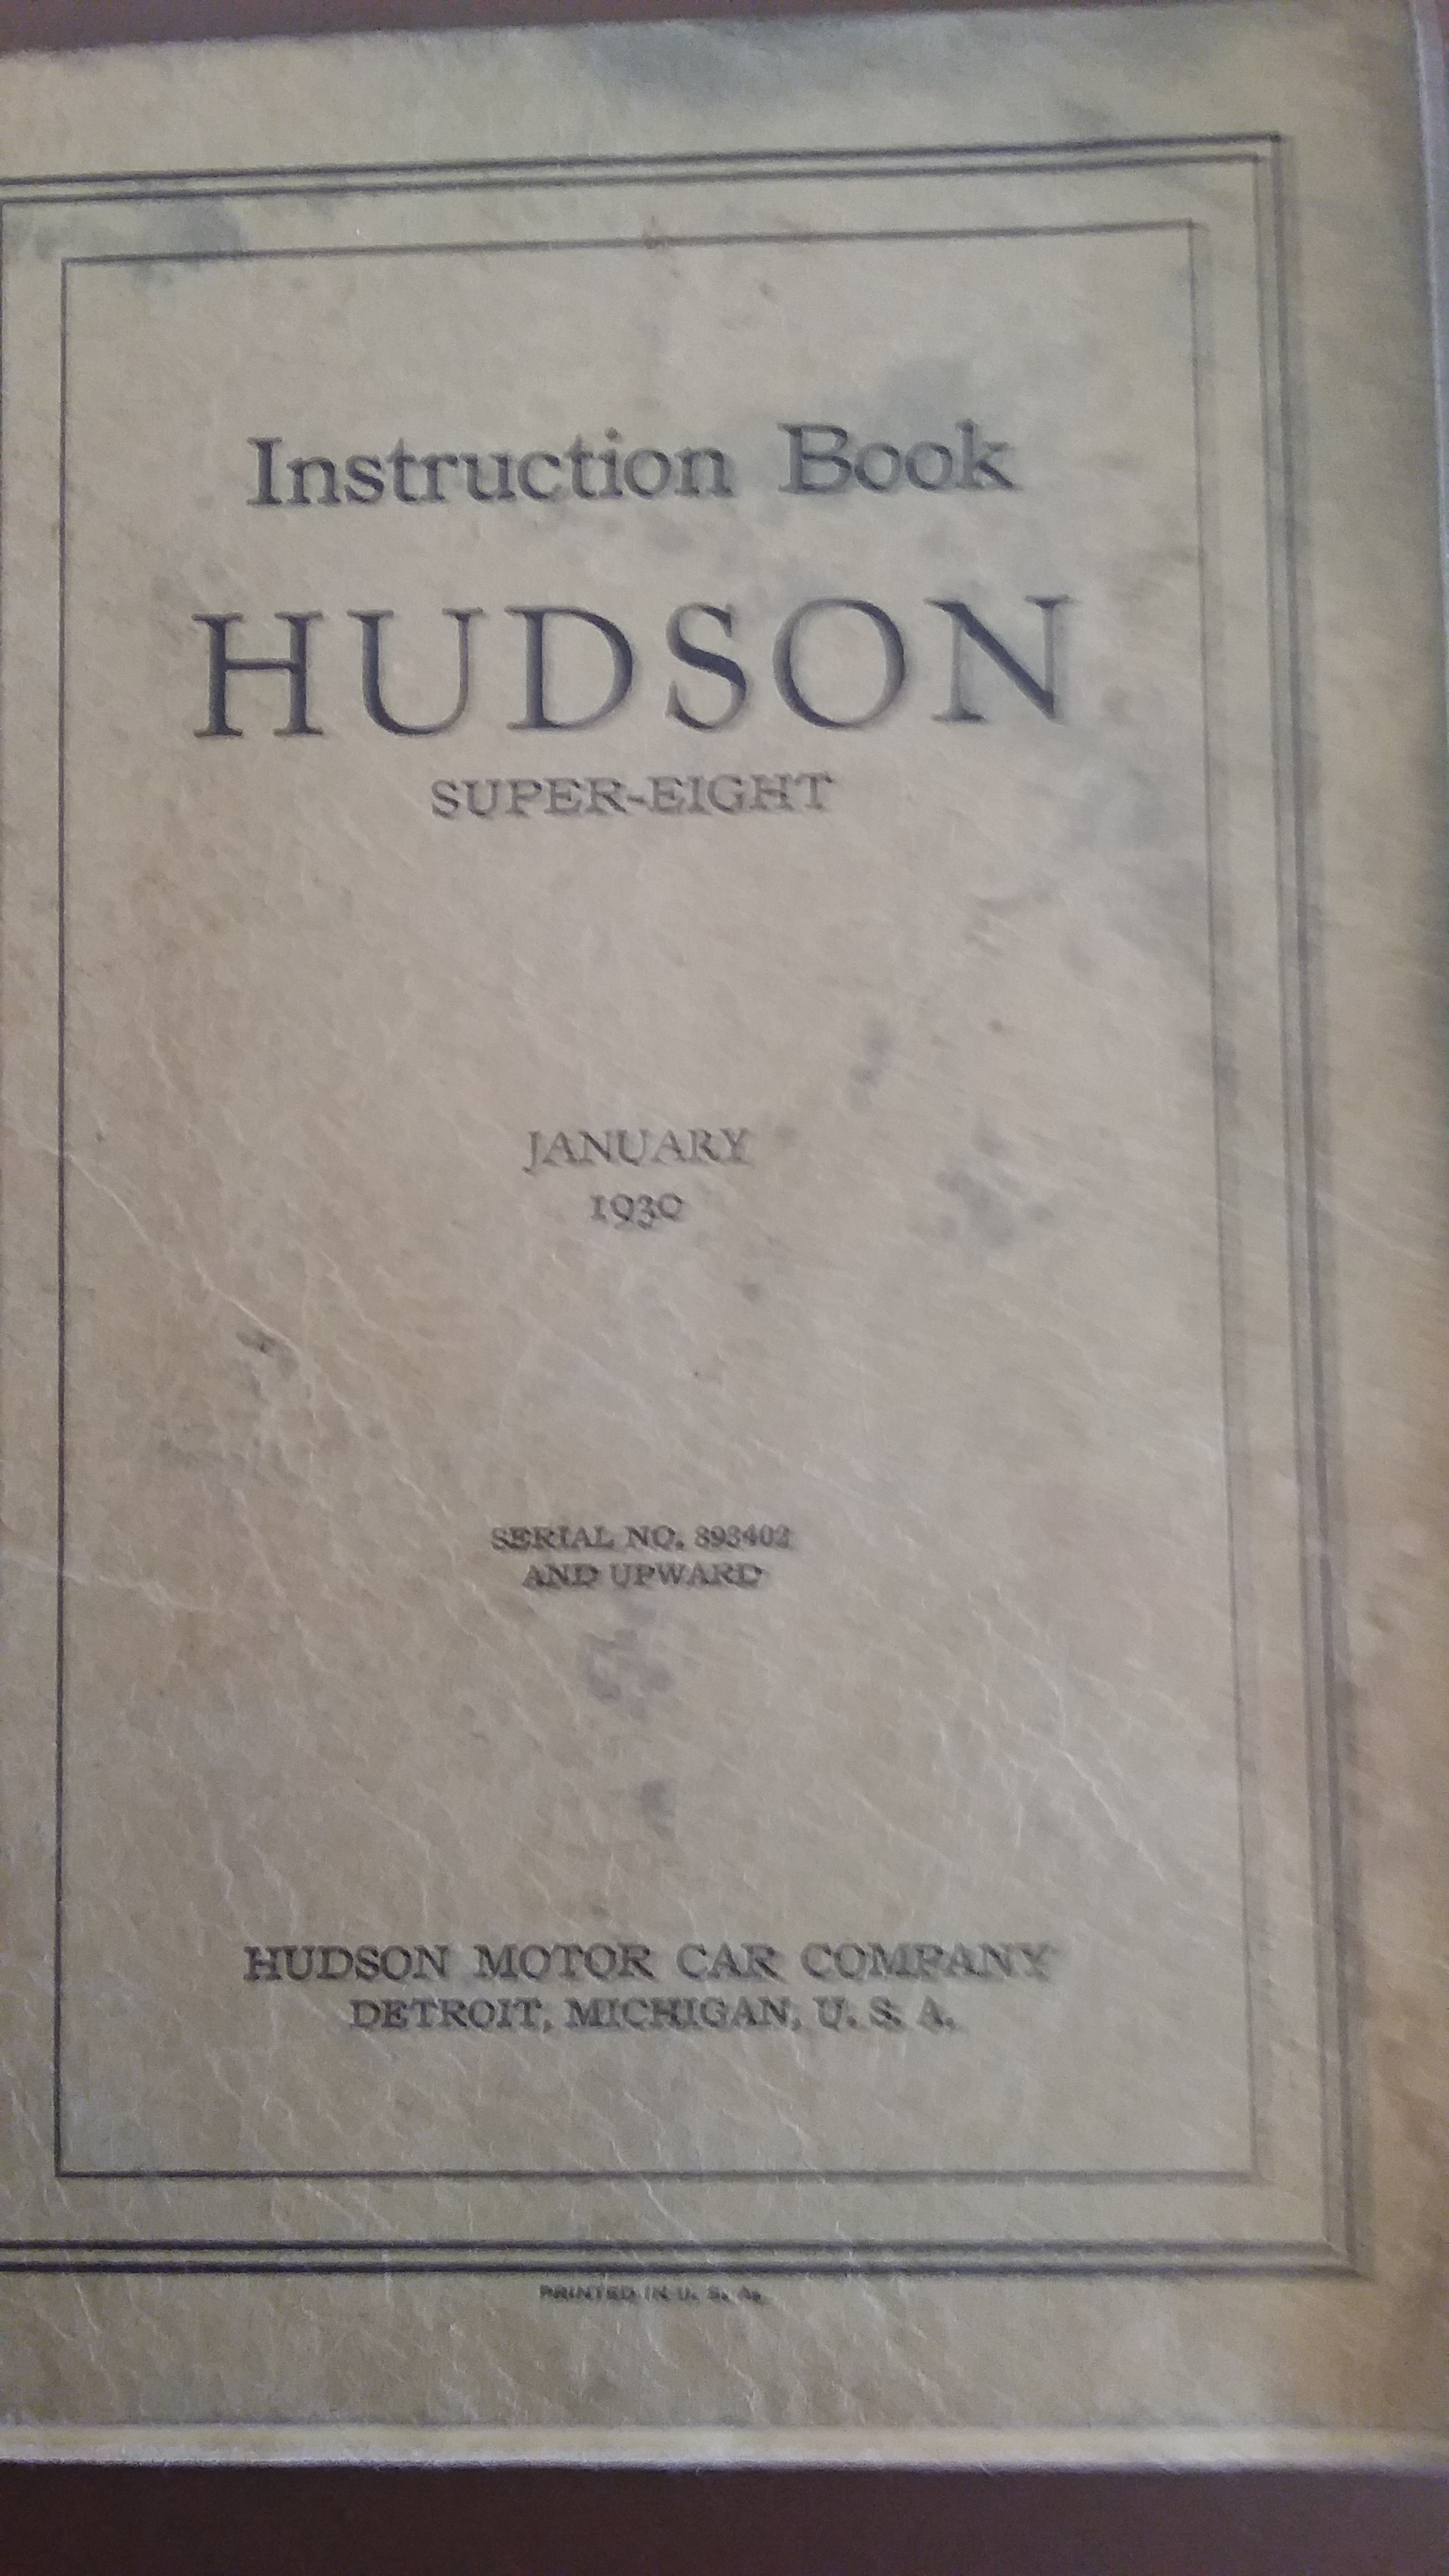 Instruction Book
HUDSON
SUPER-EIGHT
JANUARY
1930
SERIAL NO. 893402
AND UPWARD
HUDSON MOTOR CAR COMPANY
DETROIT, MICHIGAN, U. S. A.
PRINTED IN U. S. A.